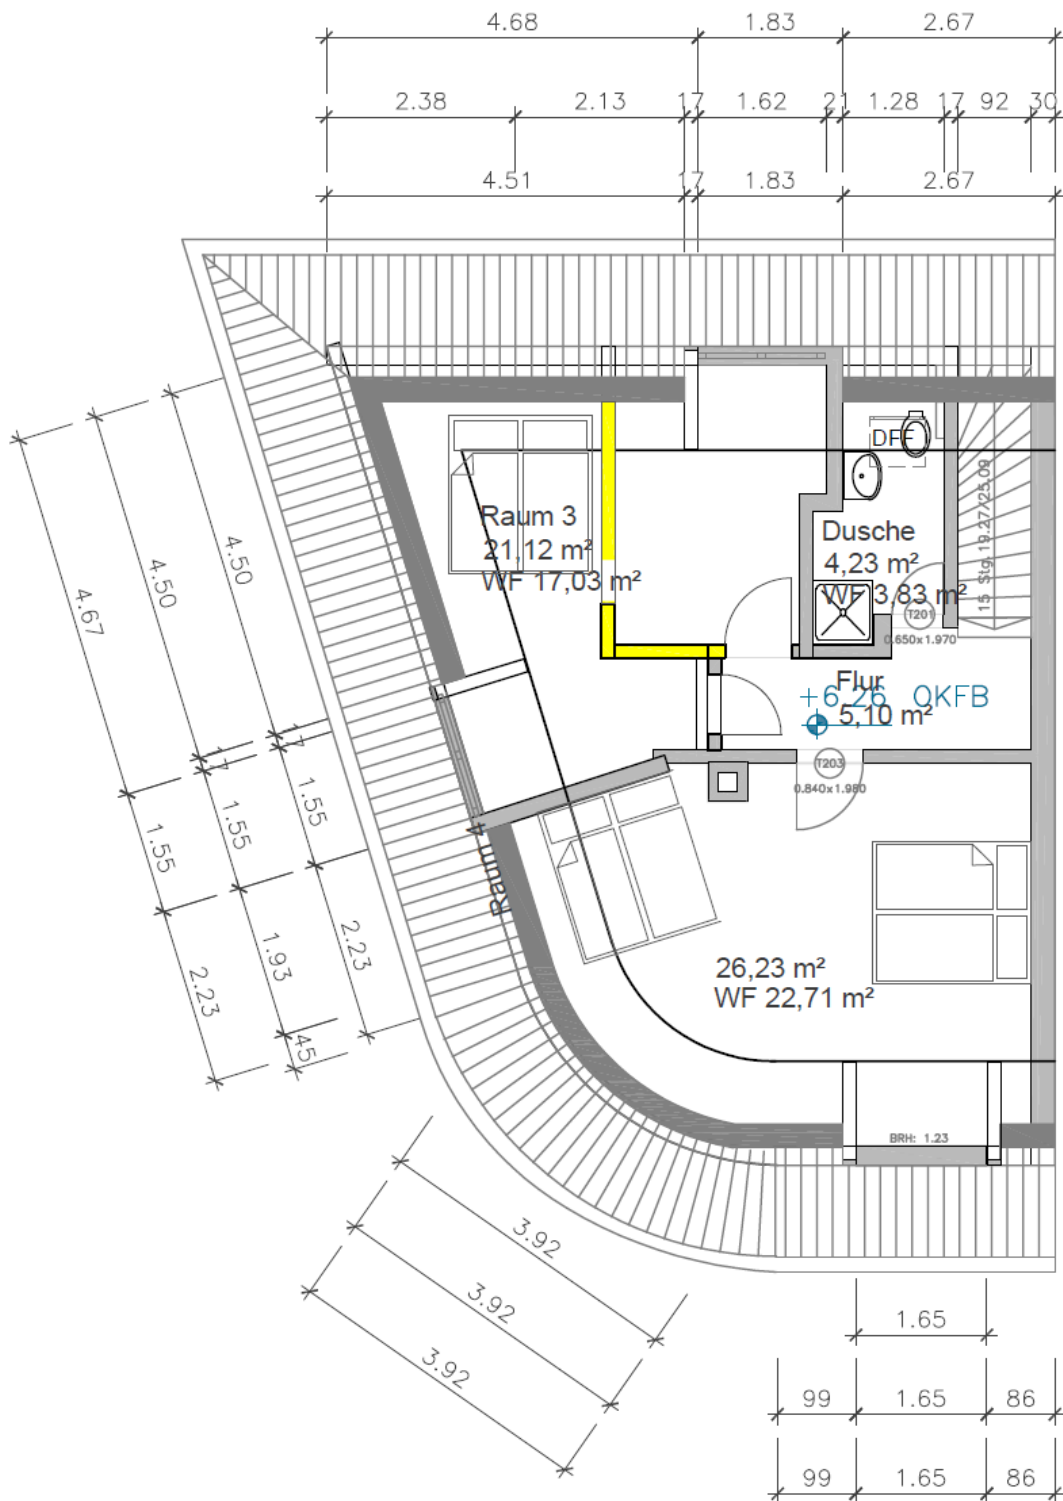 4.68 1.83 2.67
2.38 2.13 17 1.62 21 1.28 17 92 30
4.51 17 1.83 2.67
DFF
Raum 3
21,12 m²
WF 17,03 m²
Dusche
4,23 m²
WF 3,83 m²
15 Stg. 19.27/25.09
T201
0.650x1.970
Flur
+6.26 OKFB
5,10 m²
T203
0.840x1.980
4.50
4.50
4.67
17
17
1.55
1.55
1.55
2.23
1.93
2.23
45
Raum 4
26,23 m²
WF 22,71 m²
BRH: 1.23
3.92
3.92
3.92
1.65
99 1.65 86
99 1.65 86